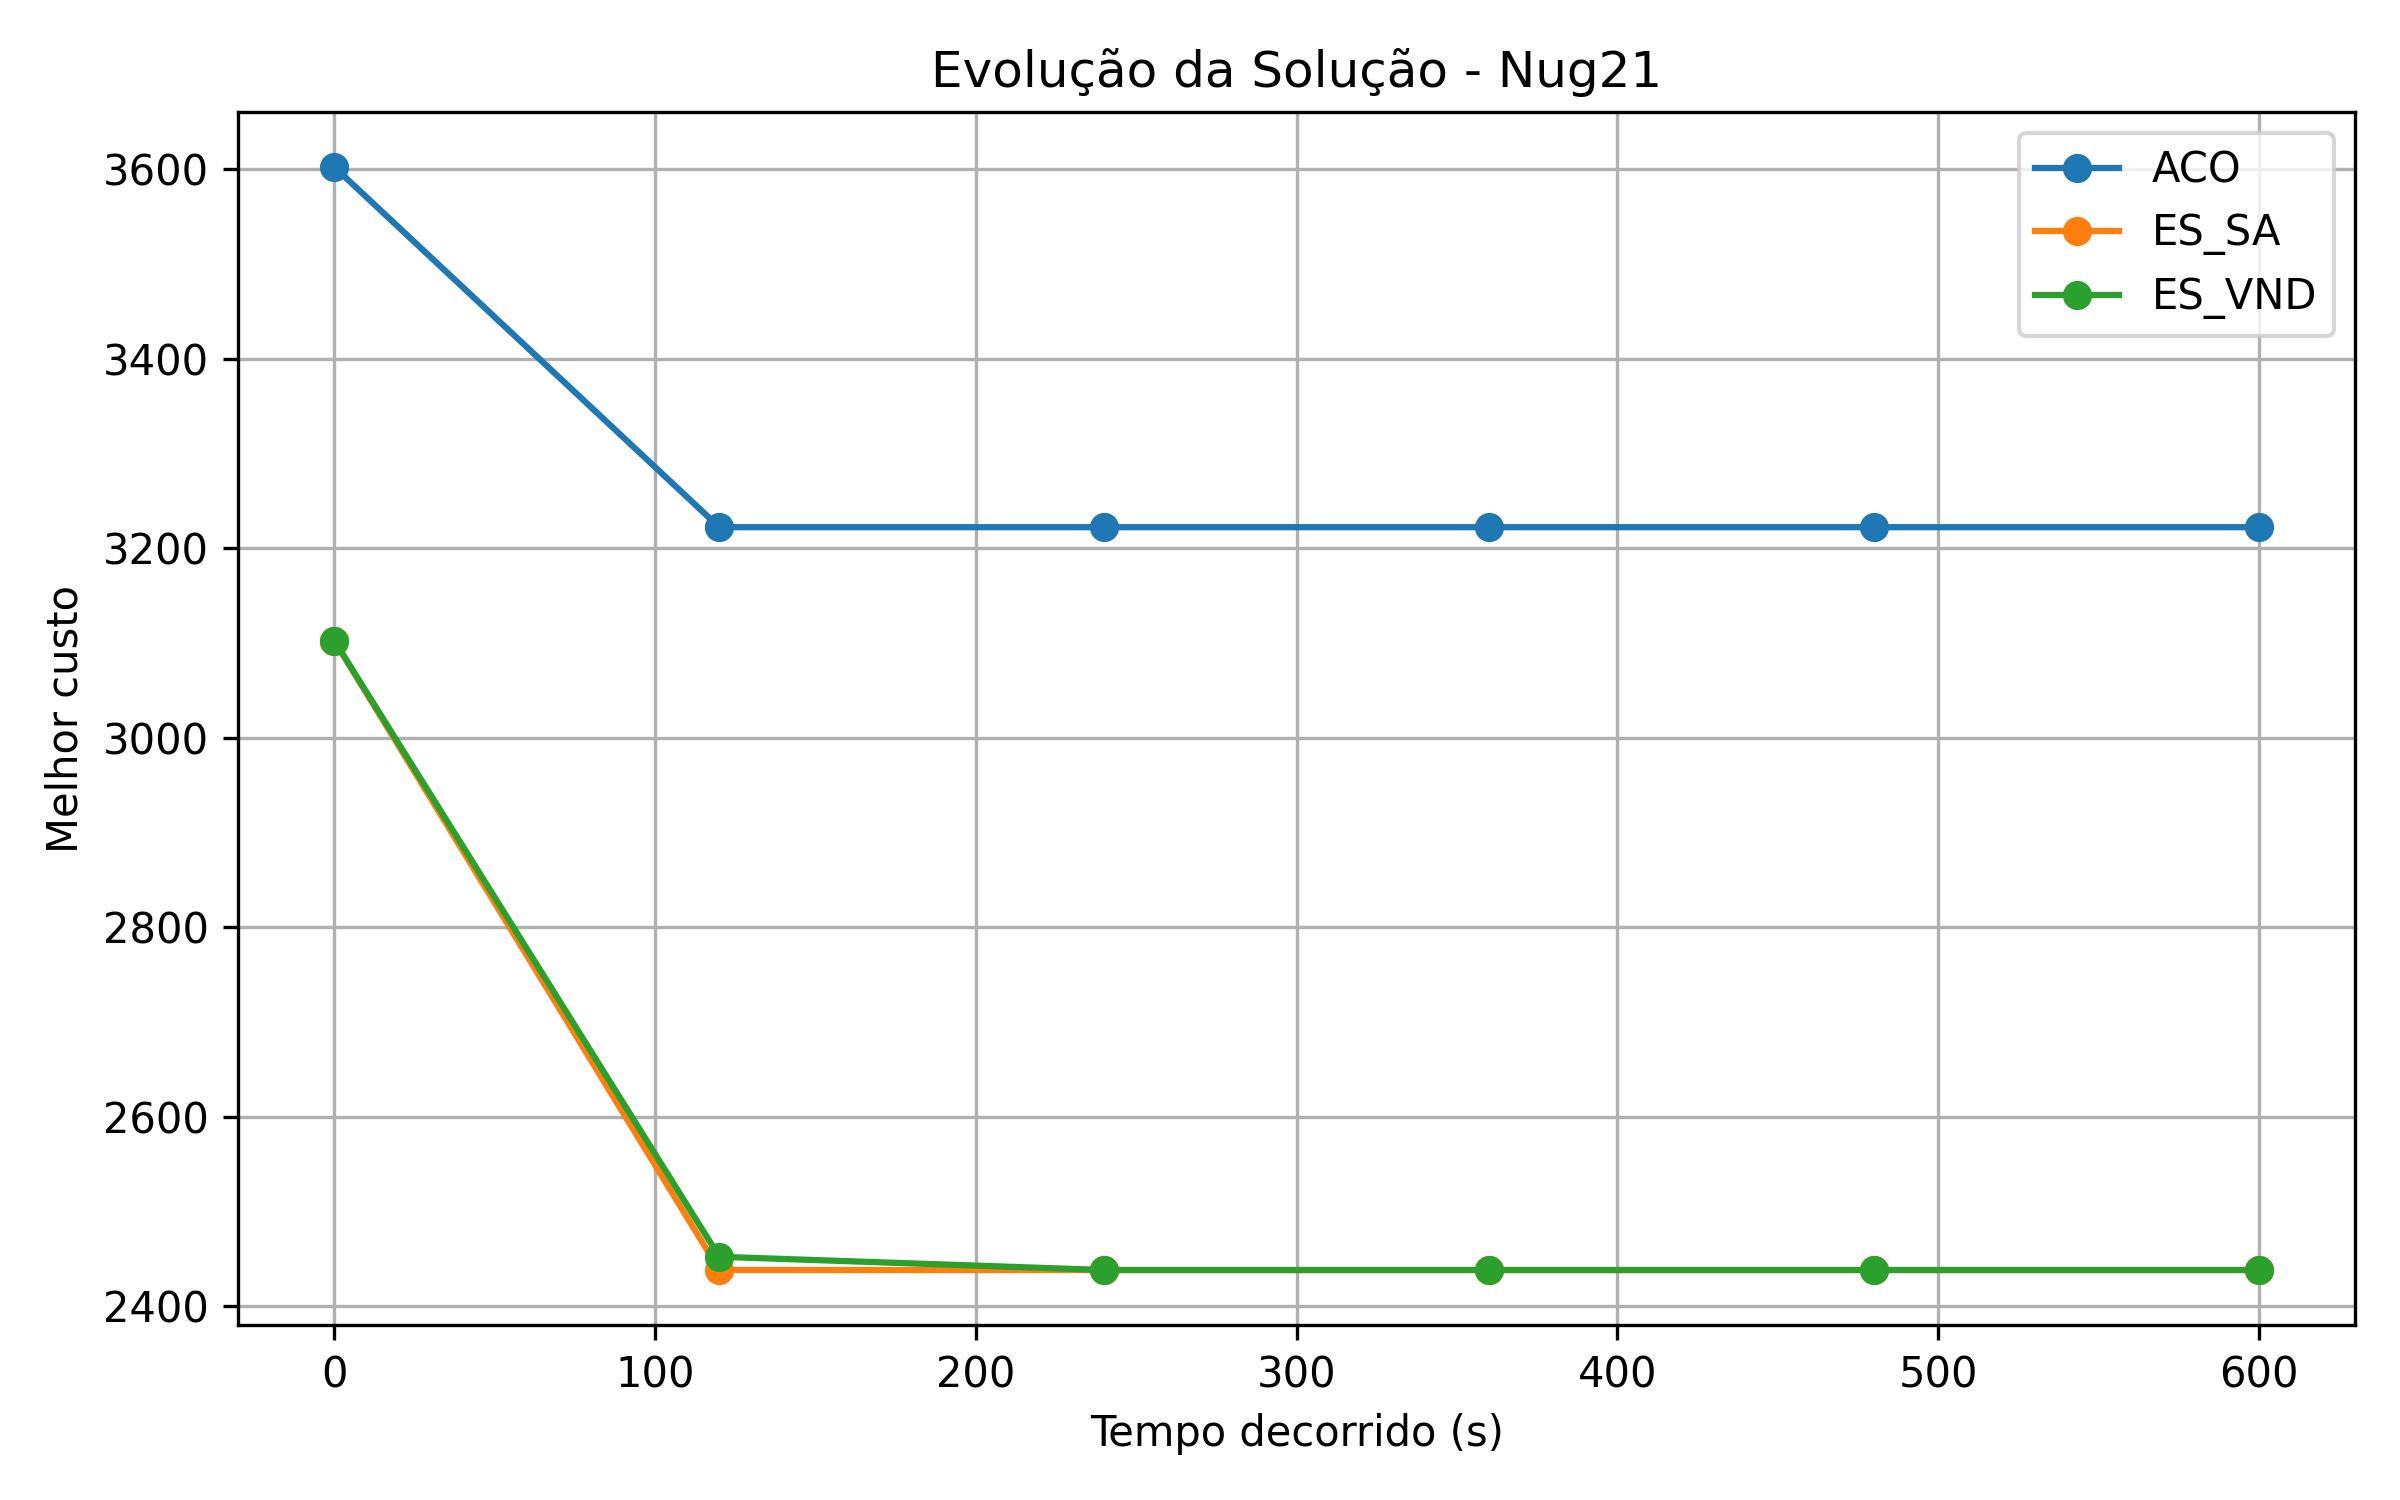 Evolução da Solução - Nug21
ACO
ES_SA
ES_VND
Melhor custo
3600
3400
3200
3000
2800
2600
2400
0 100 200 300 400 500 600
Tempo decorrido (s)